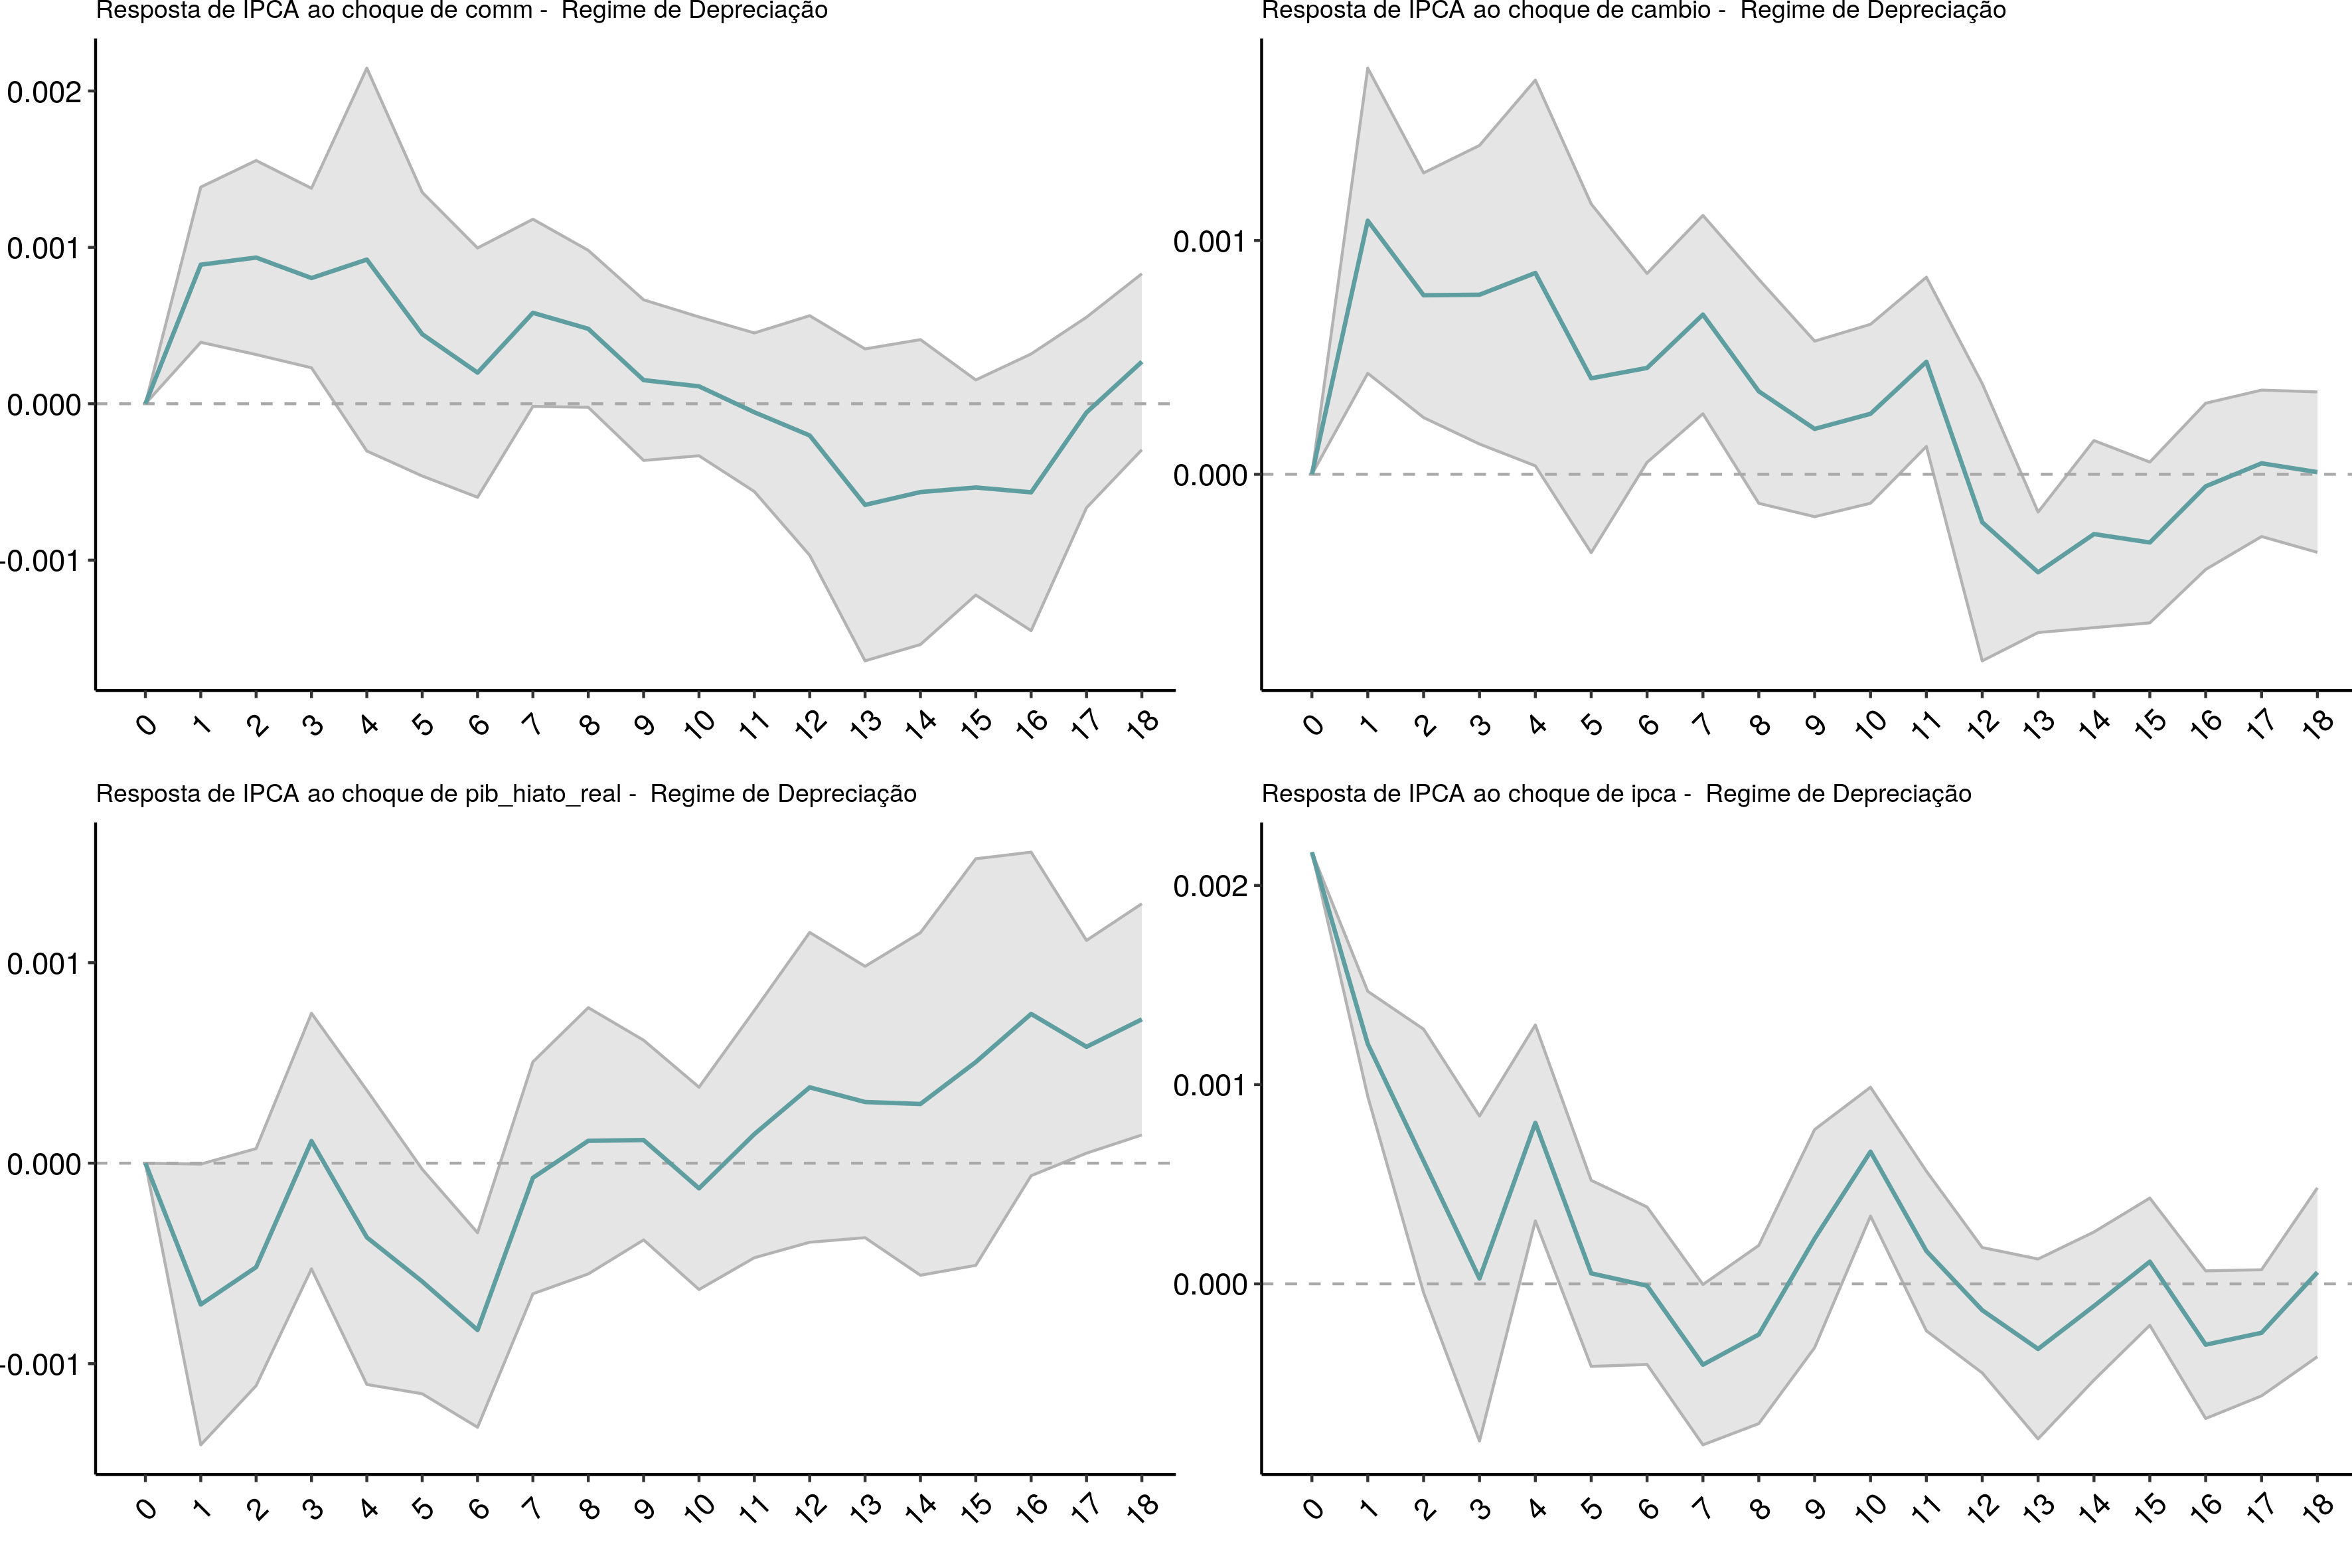 Resposta de IPCA ao choque de comm -  Regime de Depreciação
0.002
0.001
0.000
-0.001
0 1 2 3 4 5 6 7 8 9 10 11 12 13 14 15 16 17 18
Resposta de IPCA ao choque de cambio -  Regime de Depreciação
0.001
0.000
0 1 2 3 4 5 6 7 8 9 10 11 12 13 14 15 16 17 18
Resposta de IPCA ao choque de pib_hiato_real -  Regime de Depreciação
0.001
0.000
-0.001
0 1 2 3 4 5 6 7 8 9 10 11 12 13 14 15 16 17 18
Resposta de IPCA ao choque de ipca -  Regime de Depreciação
0.002
0.001
0.000
0 1 2 3 4 5 6 7 8 9 10 11 12 13 14 15 16 17 18